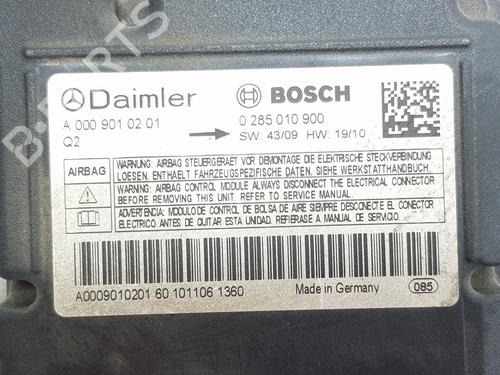 B-PARTS
Daimler
BOSCH
A 000 901 02 01
0 285 010 900
Q2
SW: 43/09 HW: 19/10
AIRBAG
WARNUNG: AIRBAG STEUERGERAET VOR DEMONTAGE DIE ELEKTRISCHE STECKVERBINDUNG
LOESEN. ENTHAELT FAHRZEUGSPEZIFISCHE DATEN. SIEHE WERKSTATTHANDBUCH.
WARNING: AIRBAG CONTROL MODULE ALWAYS DISCONNECT THE ELECTRICAL CONNECTOR
BEFORE REMOVING THIS UNIT. REFER TO SERVICE MANUAL.
¡ADVERTENCIA: MODULO DE CONTROL DE BOLSA DE AIRE SIEMPRE DESCONECTE EL CONECTOR
ELECTRICO ANTES DE QUITAR ESTA UNIDAD. REFIERASE A MANUAL DE SERVICIO.
A0009010201 60 101106 1360
Made in Germany
085